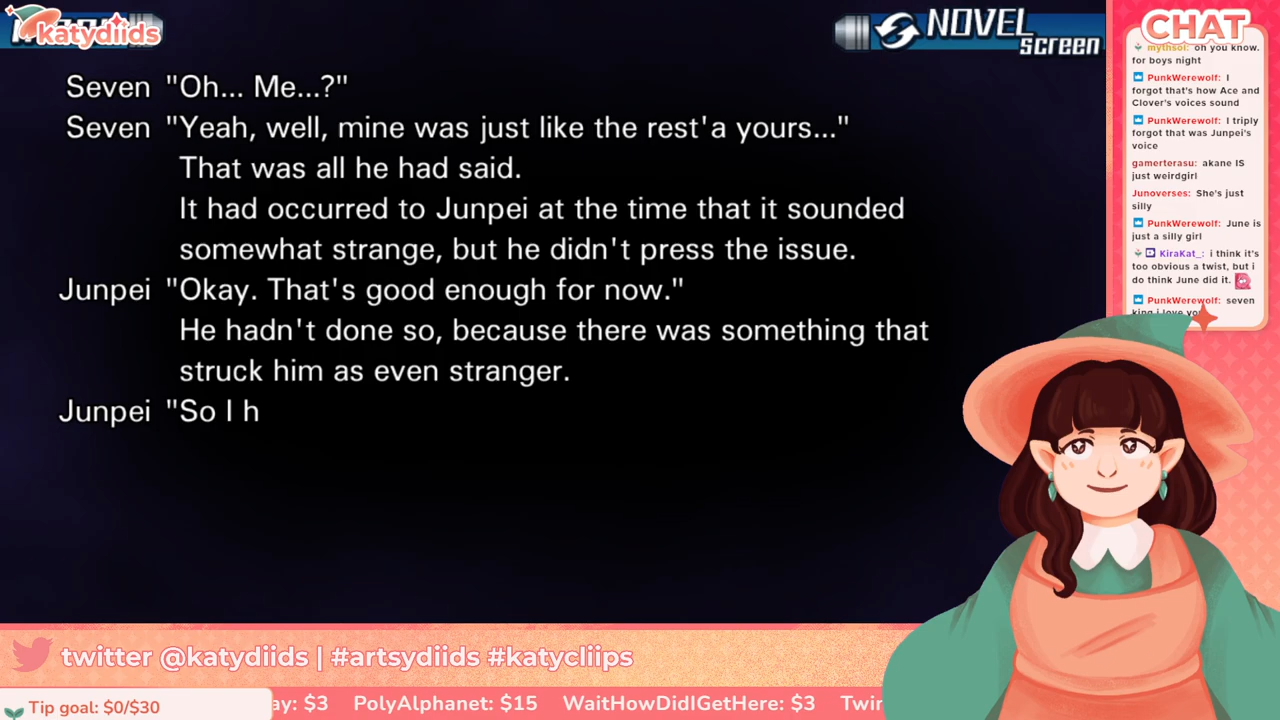 katydiids
NOVEL
screen
Seven "Oh... Me...?"
Seven "Yeah, well, mine was just like the rest'a yours..."
That was all he had said.
It had occurred to Junpei at the time that it sounded
somewhat strange, but he didn't press the issue.
Junpei "Okay. That's good enough for now."
He hadn't done so, because there was something that
struck him as even stranger.
Junpei "So I h
CHAT
mythsol: oh you know.
for boys night
PunkWerewolf: I
forgot that's how Ace and
Clover's voices sound
PunkWerewolf: I triply
forgot that was Junpei's
voice
gamerterasu: akane IS
just weirdgirl
Junoverses: She's just
silly
PunkWerewolf: June is
just a silly girl
KiraKat_: i think it's
too obvious a twist, but i
do think June did it.
PunkWerewolf: seven
king i love you
twitter @katydiids | #artsydiids #katycliips
Tip goal: $0/$30
ay: $3 PolyAlphanet: $15 WaitHowDidIGetHere: $3 Twin